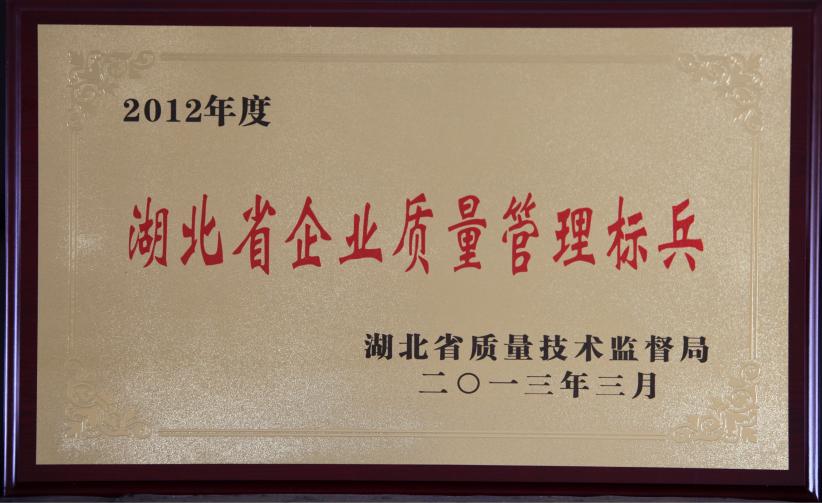 2012年度
湖北省企业质量管理标兵
湖北省质量技术监督局
二〇一三年三月